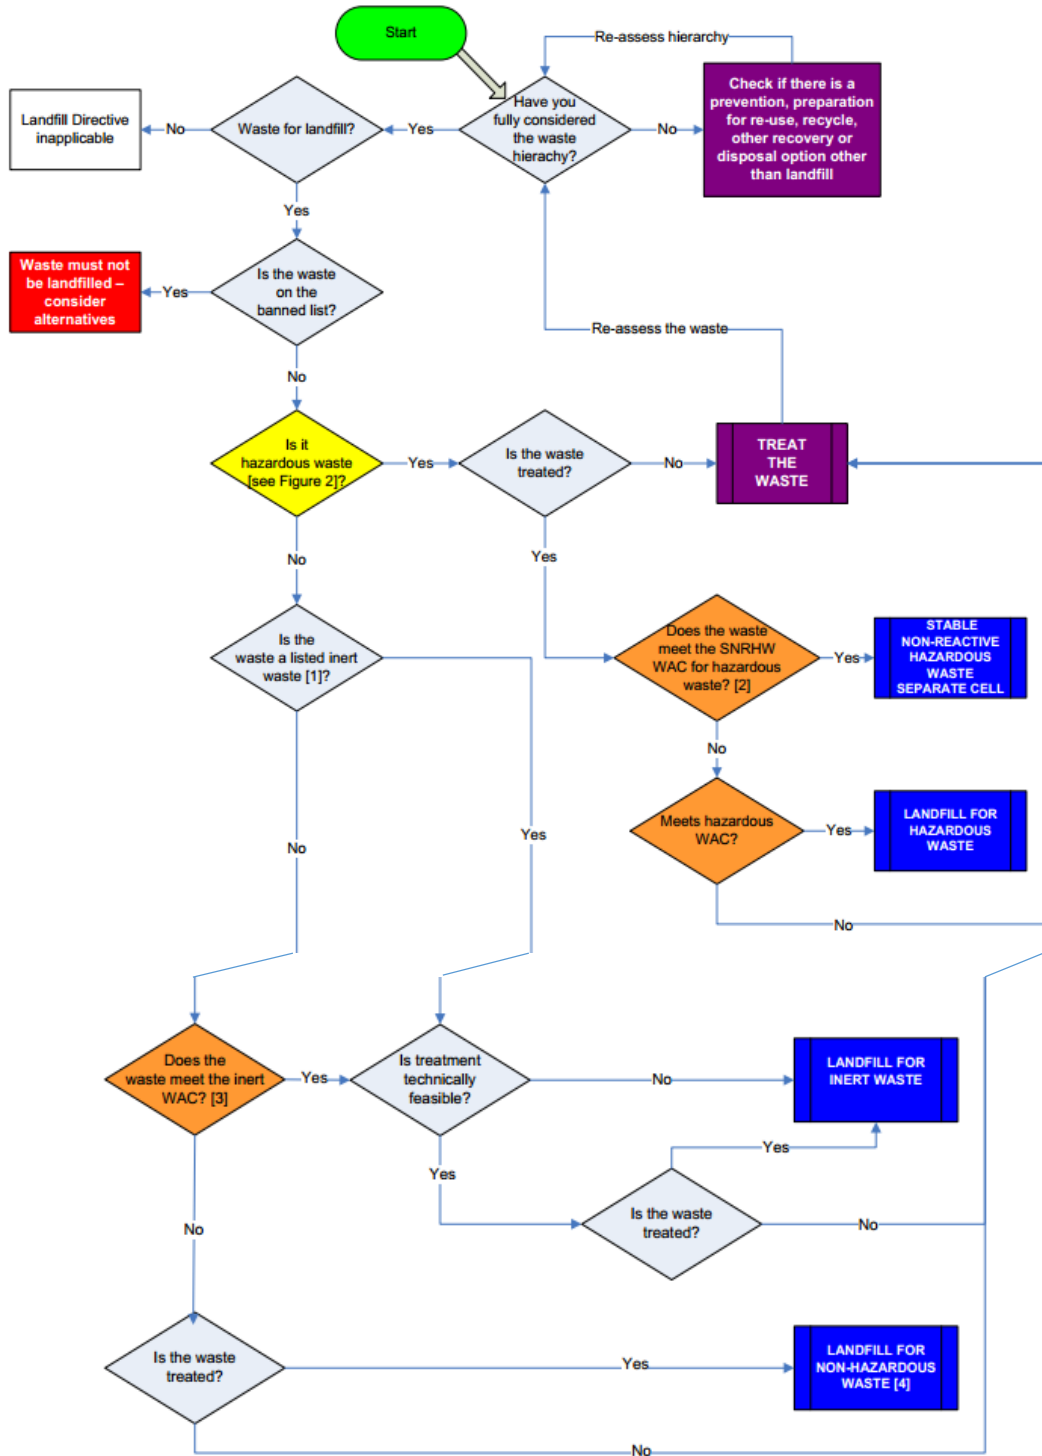 Start
Re-assess hierarchy
Have you
fully considered
the waste
hierachy?
Yes
No
Check if there is a
prevention, preparation
for re-use, recycle,
other recovery or
disposal option other
than landfill
Waste for landfill?
No
Landfill Directive
inapplicable
Yes
Is the waste
on the
banned list?
Yes
Waste must not
be landfilled –
consider
alternatives
Re-assess the waste
No
Is it
hazardous waste
[see Figure 2]?
Yes
Is the waste
treated?
No
TREAT
THE
WASTE
No
Yes
Is the
waste a listed inert
waste [1]?
Does the waste
meet the SNRHW
WAC for hazardous
waste? [2]
Yes
STABLE
NON-REACTIVE
HAZARDOUS
WASTE
SEPARATE CELL
No
Meets hazardous
WAC?
Yes
LANDFILL FOR
HAZARDOUS
WASTE
Yes
No
No
Does the
waste meet the inert
WAC? [3]
Yes
Is treatment
technically
feasible?
No
LANDFILL FOR
INERT WASTE
Yes
Yes
Is the waste
treated?
No
No
Is the waste
treated?
Yes
LANDFILL FOR
NON-HAZARDOUS
WASTE [4]
No